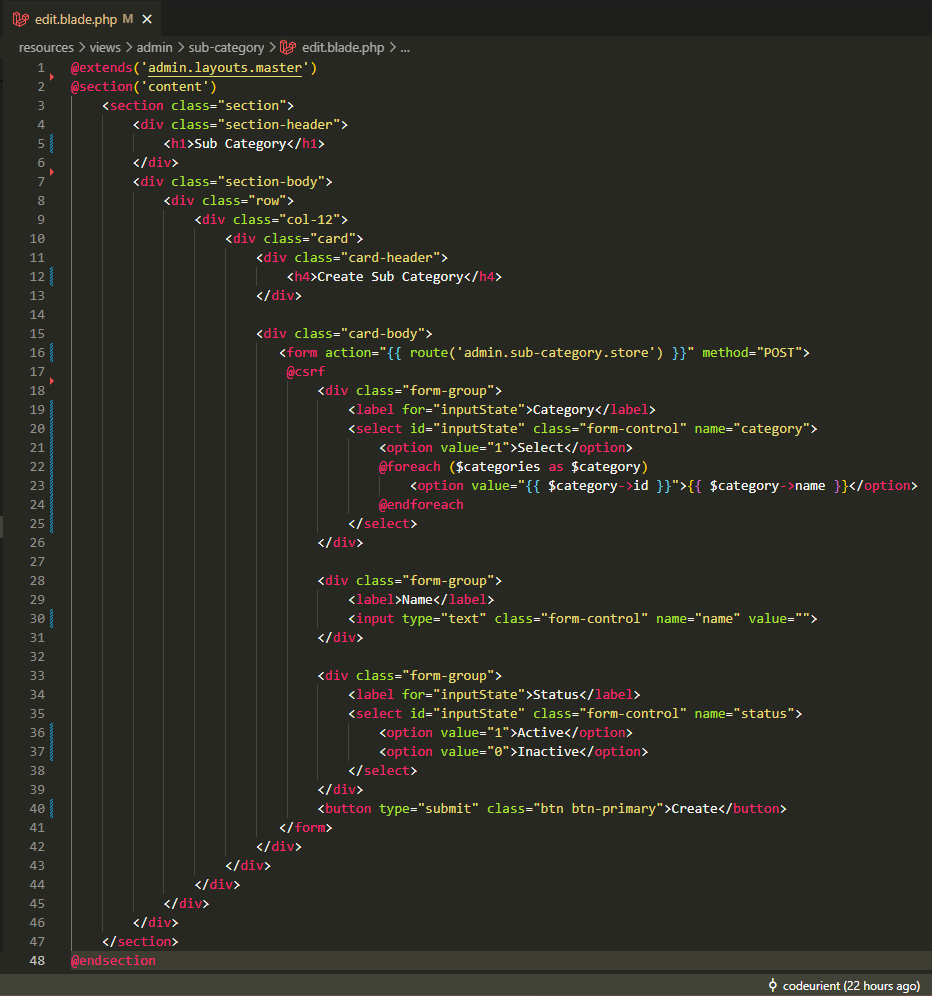 edit.blade.php M ✕
resources > views > admin > sub-category > edit.blade.php > ...
1 @extends('admin.layouts.master')
2 @section('content')
3 <section class="section">
4 <div class="section-header">
5 <h1>Sub Category</h1>
6 </div>
7 <div class="section-body">
8 <div class="row">
9 <div class="col-12">
10 <div class="card">
11 <div class="card-header">
12 <h4>Create Sub Category</h4>
13 </div>
14
15 <div class="card-body">
16 <form action="{{ route('admin.sub-category.store') }}" method="POST">
17 @csrf
18 <div class="form-group">
19 <label for="inputState">Category</label>
20 <select id="inputState" class="form-control" name="category">
21 <option value="1">Select</option>
22 @foreach ($categories as $category)
23 <option value="{{ $category->id }}">{{ $category->name }}</option>
24 @endforeach
25 </select>
26 </div>
27
28 <div class="form-group">
29 <label>Name</label>
30 <input type="text" class="form-control" name="name" value="">
31 </div>
32
33 <div class="form-group">
34 <label for="inputState">Status</label>
35 <select id="inputState" class="form-control" name="status">
36 <option value="1">Active</option>
37 <option value="0">Inactive</option>
38 </select>
39 </div>
40 <button type="submit" class="btn btn-primary">Create</button>
41 </form>
42 </div>
43 </div>
44 </div>
45 </div>
46 </div>
47 </section>
48 @endsection
codeurient (22 hours ago)